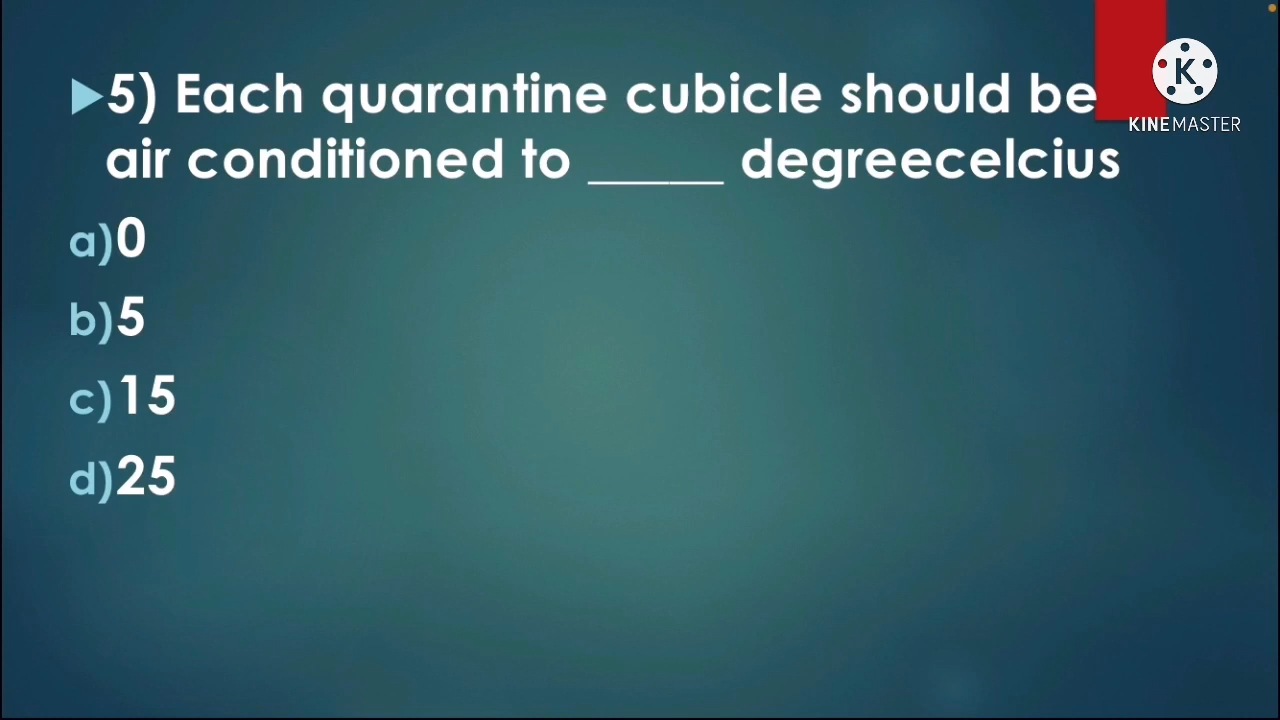 5) Each quarantine cubicle should be
air conditioned to _____ degreecelcius
a)0
b)5
c)15
d)25
K
KINEMASTER